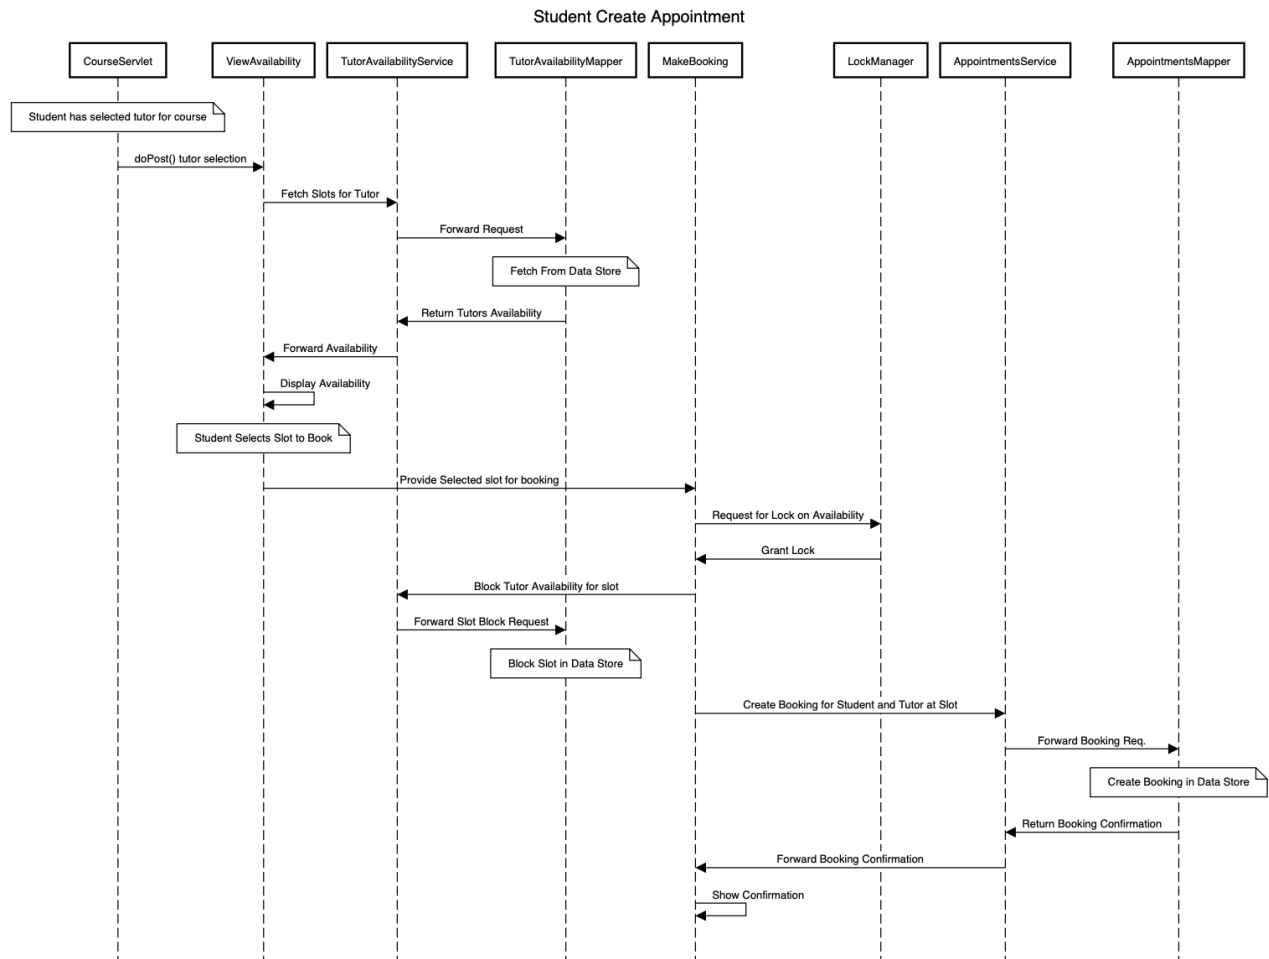 Student Create Appointment
CourseServlet
ViewAvailability
TutorAvailabilityService
TutorAvailabilityMapper
MakeBooking
LockManager
AppointmentsService
AppointmentsMapper
Student has selected tutor for course
doPost() tutor selection
Fetch Slots for Tutor
Forward Request
Fetch From Data Store
Return Tutors Availability
Forward Availability
Display Availability
Student Selects Slot to Book
Provide Selected slot for booking
Request for Lock on Availability
Grant Lock
Block Tutor Availability for slot
Forward Slot Block Request
Block Slot in Data Store
Create Booking for Student and Tutor at Slot
Forward Booking Req.
Create Booking in Data Store
Return Booking Confirmation
Forward Booking Confirmation
Show Confirmation